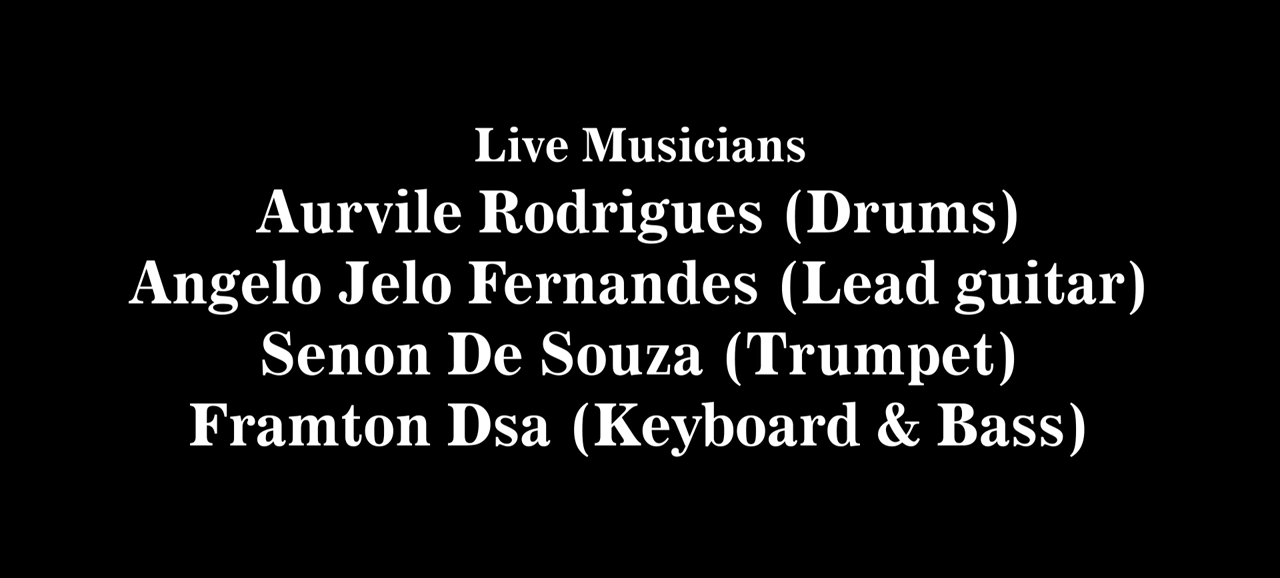 Live Musicians
Aurvile Rodrigues (Drums)
Angelo Jelo Fernandes (Lead guitar)
Senon De Souza (Trumpet)
Framton Dsa (Keyboard & Bass)